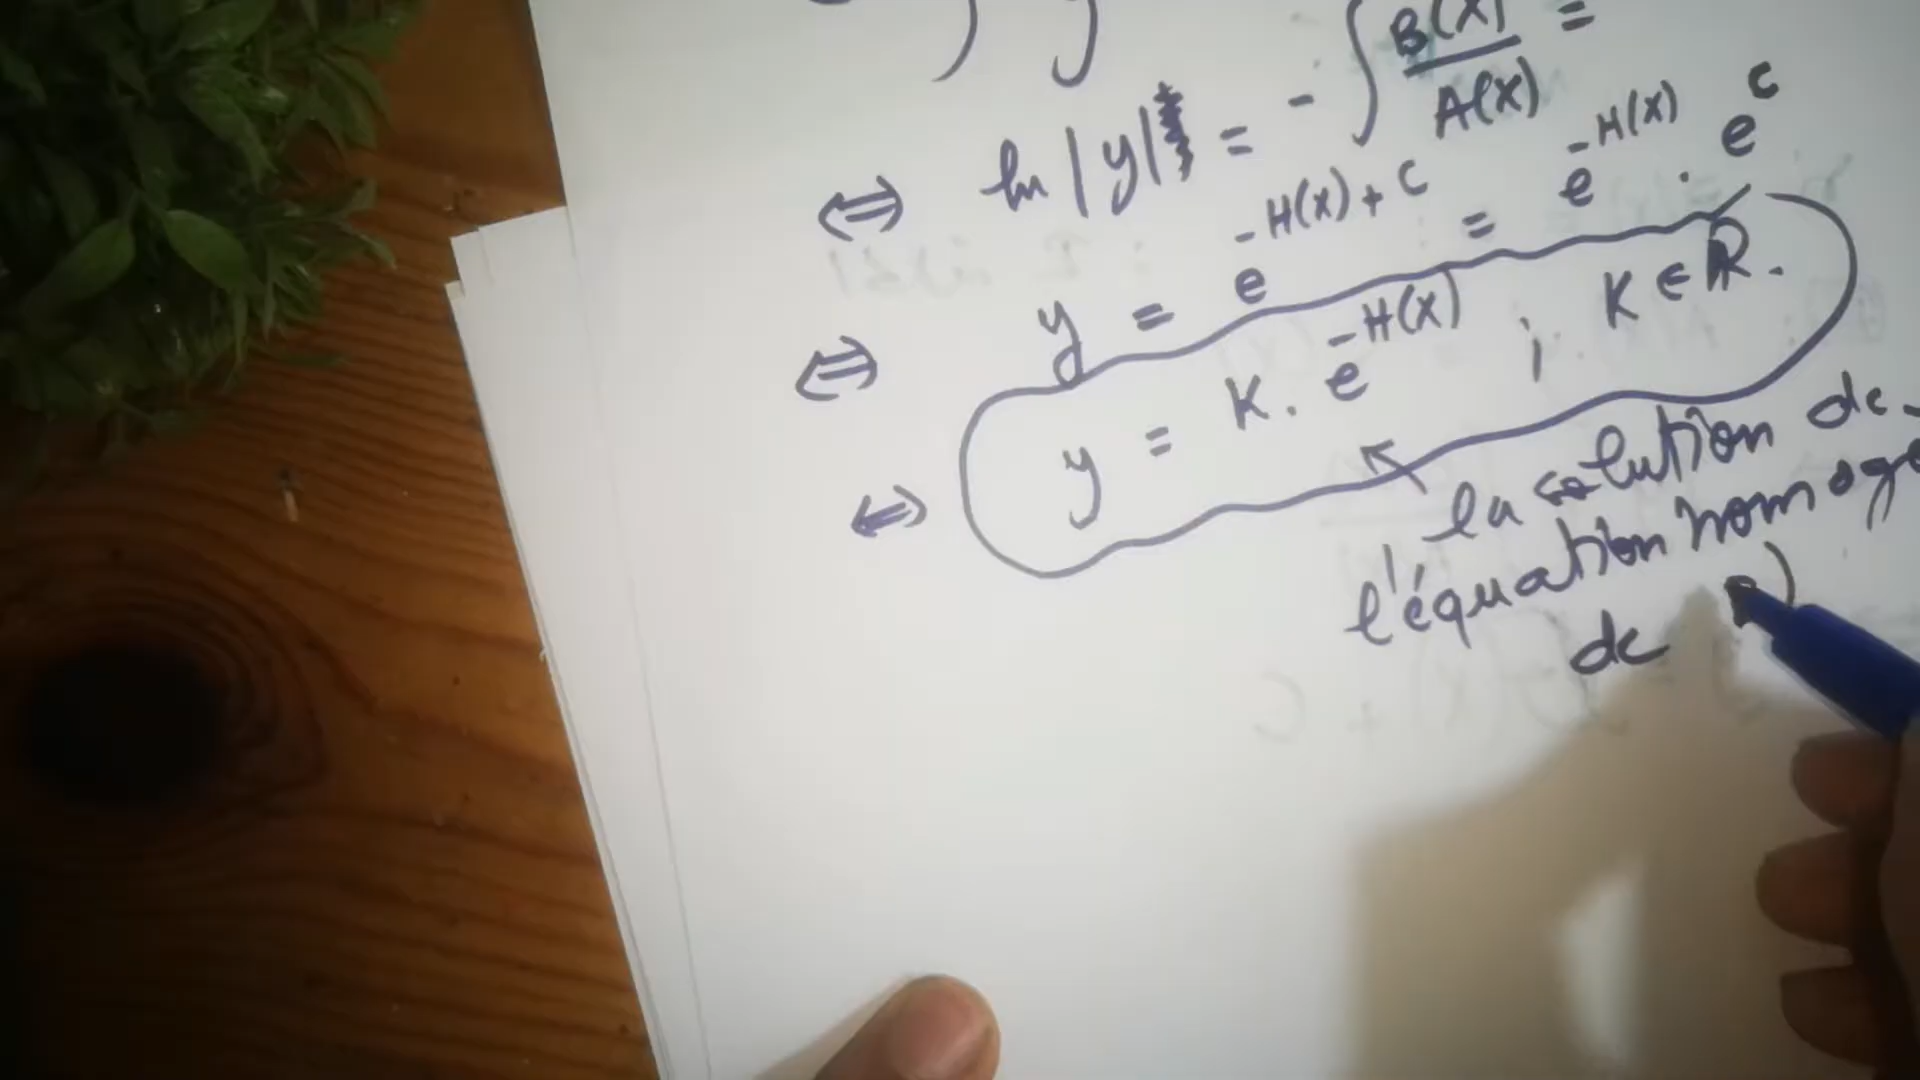 ⇔ ln |y| = - ∫ B(x)/A(x) =
⇔ y = e^{-H(x) + c} = e^{-H(x)} . e^c
⇔ y = K . e^{-H(x)} ; K ∈ ℝ.
la solution de
l'équation homog
de